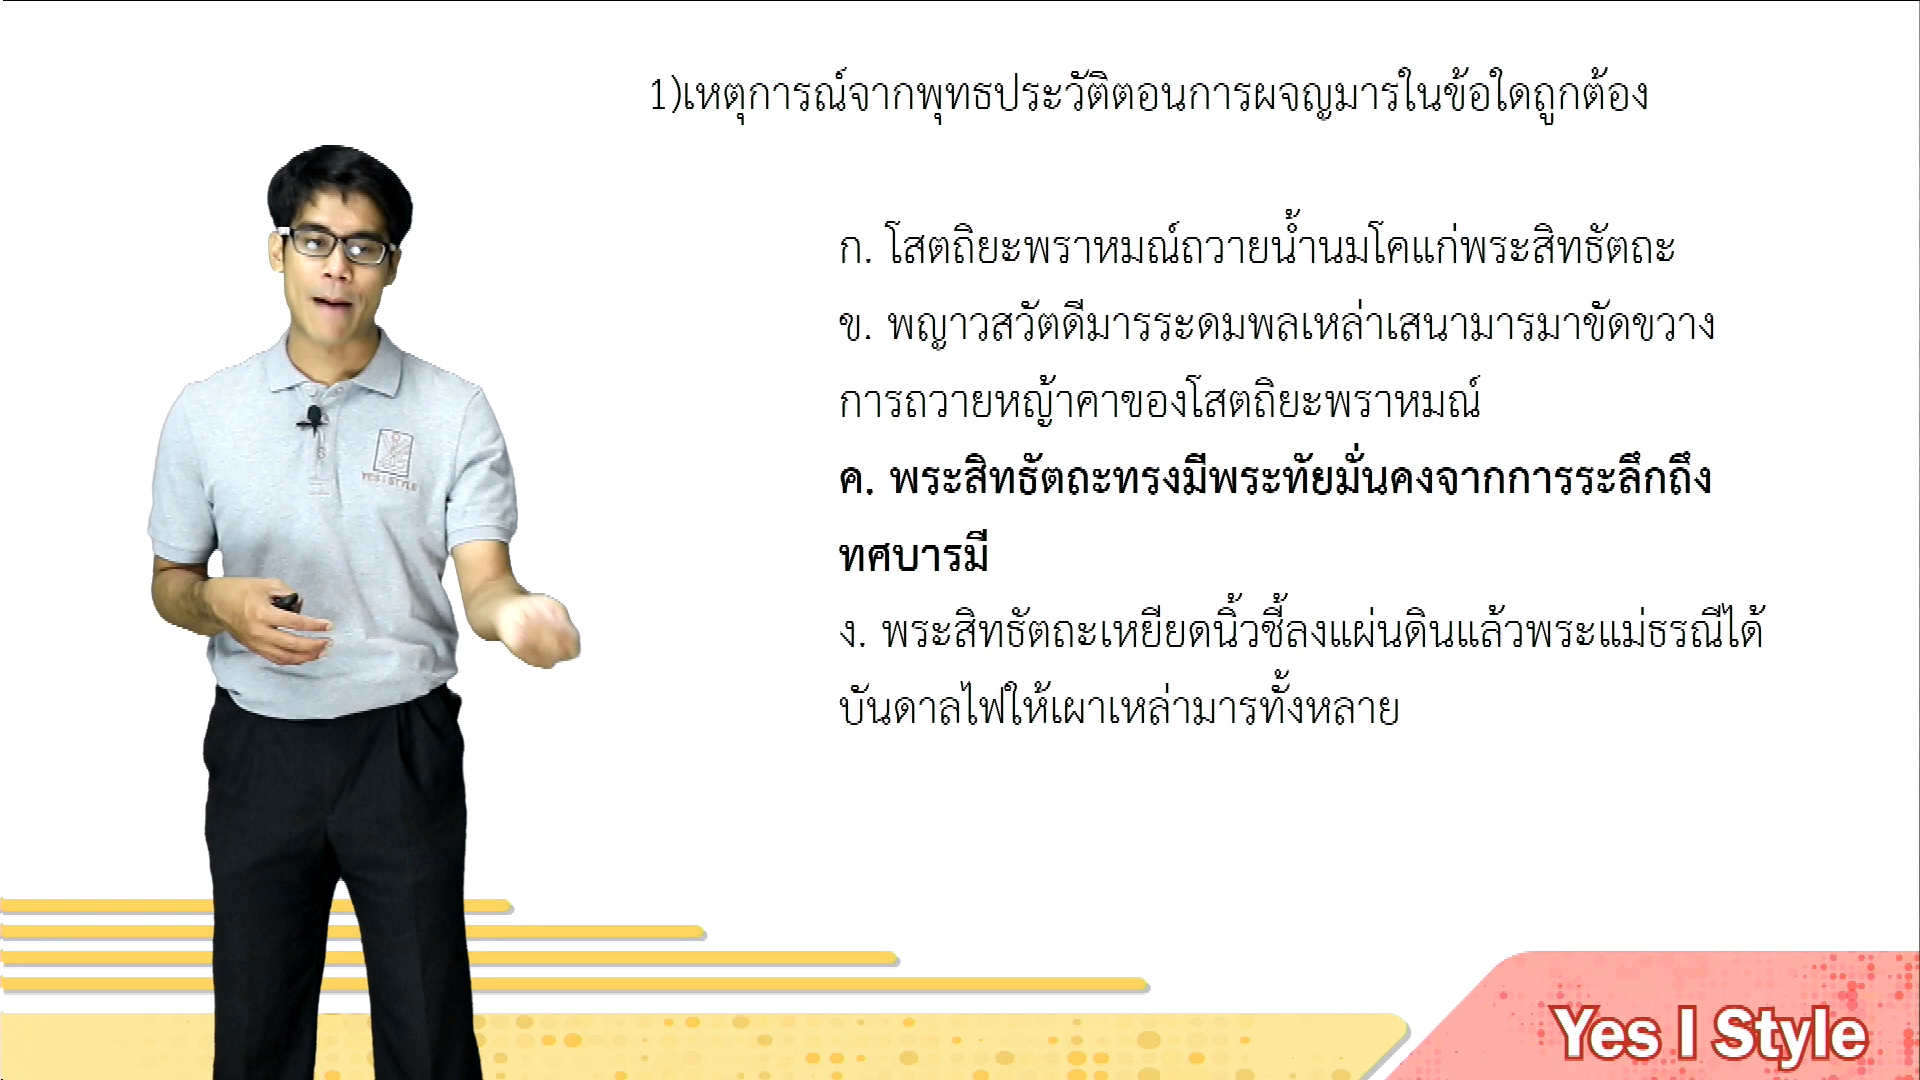 1)เหตุการณ์จากพุทธประวัติตอนการผจญมารในข้อใดถูกต้อง
ก. โสตถิยะพราหมณ์ถวายน้ำนมโคแก่พระสิทธัตถะ
ข. พญาวสวัตดีมารระดมพลเหล่าเสนามารมาขัดขวาง
การถวายหญ้าคาของโสตถิยะพราหมณ์
ค. พระสิทธัตถะทรงมีพระทัยมั่นคงจากการระลึกถึง
ทศบารมี
ง. พระสิทธัตถะเหยียดนิ้วชี้ลงแผ่นดินแล้วพระแม่ธรณีได้
บันดาลไฟให้เผาเหล่ามารทั้งหลาย
YES I STYLE
Yes I Style